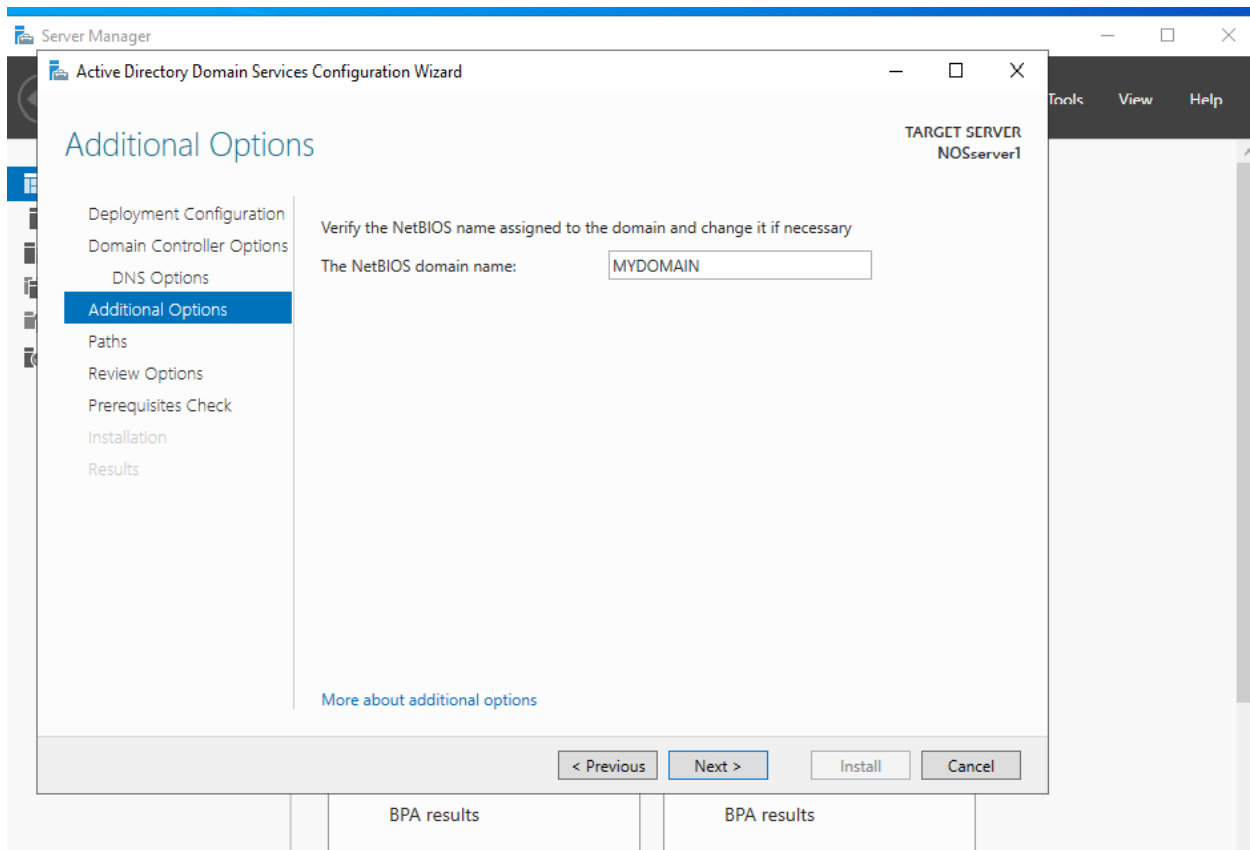 Server Manager
Active Directory Domain Services Configuration Wizard
Tools View Help
Additional Options
TARGET SERVER
NOSserver1
Deployment Configuration
Domain Controller Options
DNS Options
Additional Options
Paths
Review Options
Prerequisites Check
Installation
Results
Verify the NetBIOS name assigned to the domain and change it if necessary
The NetBIOS domain name: MYDOMAIN
More about additional options
< Previous Next > Install Cancel
BPA results BPA results